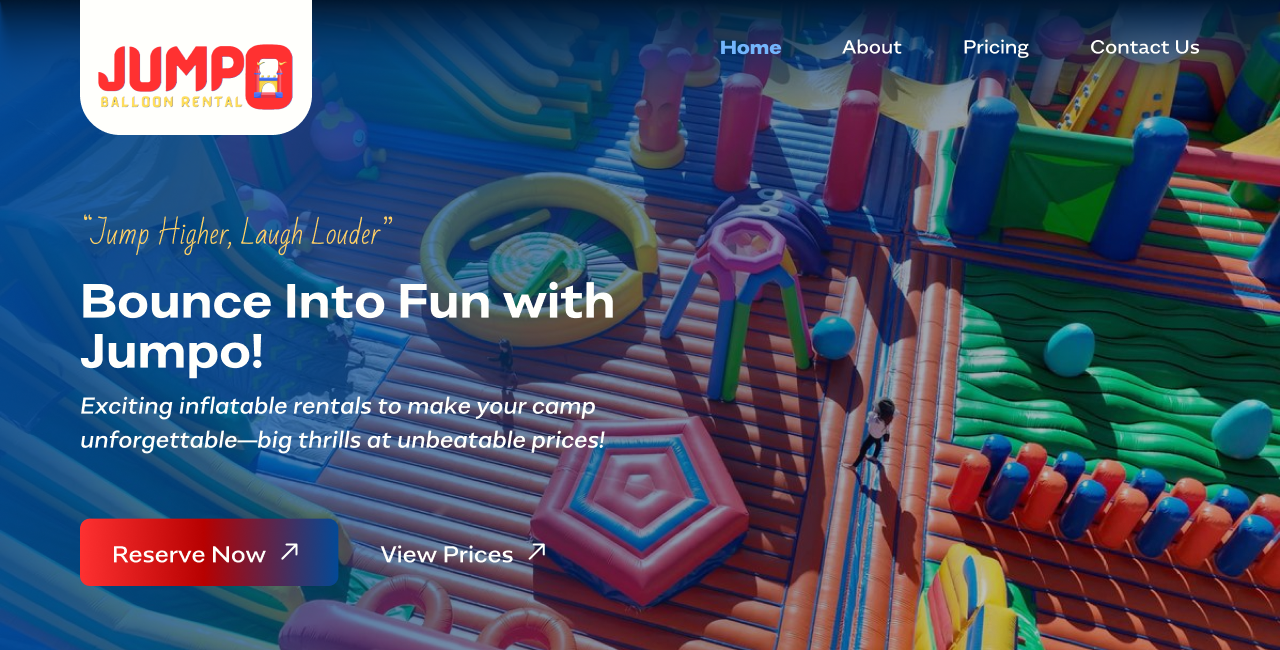 JUMPO
BALLOON RENTAL
Home
About
Pricing
Contact Us
“Jump Higher, Laugh Louder”
Bounce Into Fun with
Jumpo!
Exciting inflatable rentals to make your camp
unforgettable—big thrills at unbeatable prices!
Reserve Now
View Prices